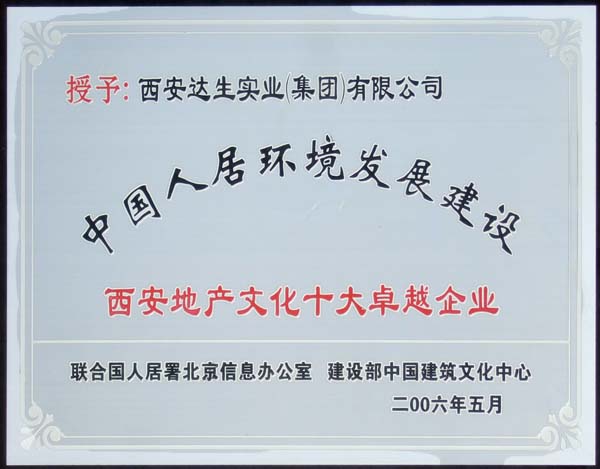 授予:西安达生实业(集团)有限公司
中国人居环境发展建设
西安地产文化十大卓越企业
联合国人居署北京信息办公室 建设部中国建筑文化中心
二00六年五月